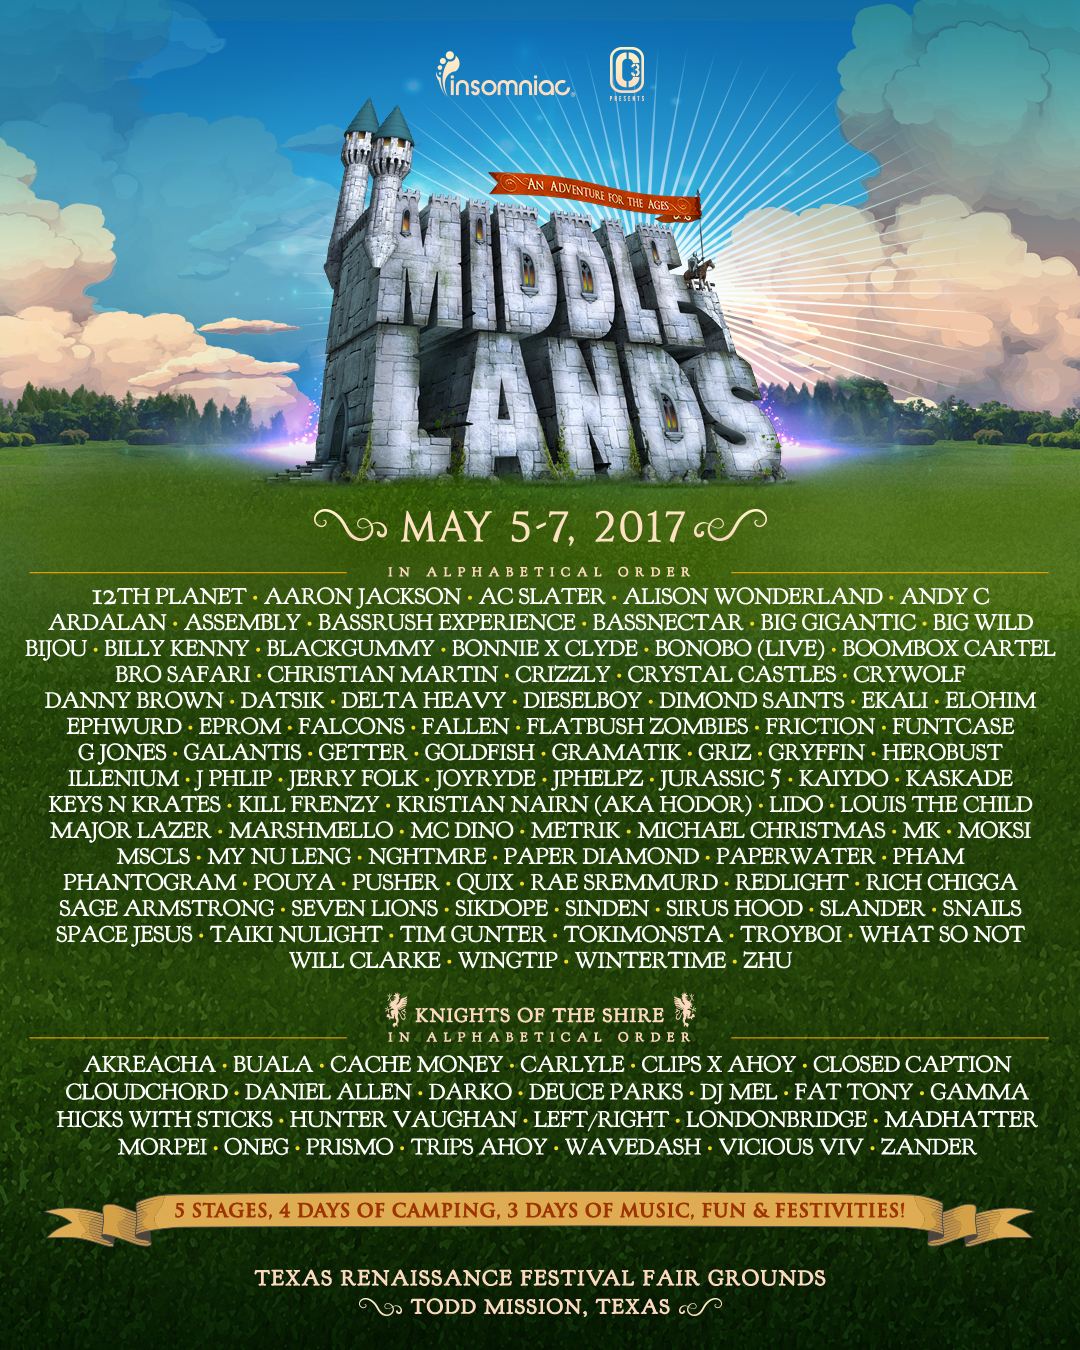 insomniac
C3
PRESENTS
AN ADVENTURE FOR THE AGES
MIDDLE
LANDS
MAY 5-7, 2017
IN ALPHABETICAL ORDER
12TH PLANET · AARON JACKSON · AC SLATER · ALISON WONDERLAND · ANDY C
ARDALAN · ASSEMBLY · BASSRUSH EXPERIENCE · BASSNECTAR · BIG GIGANTIC · BIG WILD
BIJOU · BILLY KENNY · BLACKGUMMY · BONNIE X CLYDE · BONOBO (LIVE) · BOOMBOX CARTEL
BRO SAFARI · CHRISTIAN MARTIN · CRIZZLY · CRYSTAL CASTLES · CRYWOLF
DANNY BROWN · DATSIK · DELTA HEAVY · DIESELBOY · DIMOND SAINTS · EKALI · ELOHIM
EPHWURD · EPROM · FALCONS · FALLEN · FLATBUSH ZOMBIES · FRICTION · FUNTCASE
G JONES · GALANTIS · GETTER · GOLDFISH · GRAMATIK · GRIZ · GRYFFIN · HEROBUST
ILLENIUM · J PHLIP · JERRY FOLK · JOYRYDE · JPHELPZ · JURASSIC 5 · KAIYDO · KASKADE
KEYS N KRATES · KILL FRENZY · KRISTIAN NAIRN (AKA HODOR) · LIDO · LOUIS THE CHILD
MAJOR LAZER · MARSHMELLO · MC DINO · METRIK · MICHAEL CHRISTMAS · MK · MOKSI
MSCLS · MY NU LENG · NGHTMRE · PAPER DIAMOND · PAPERWATER · PHAM
PHANTOGRAM · POUYA · PUSHER · QUIX · RAE SREMMURD · REDLIGHT · RICH CHIGGA
SAGE ARMSTRONG · SEVEN LIONS · SIKDOPE · SINDEN · SIRUS HOOD · SLANDER · SNAILS
SPACE JESUS · TAIKI NULIGHT · TIM GUNTER · TOKIMONSTA · TROYBOI · WHAT SO NOT
WILL CLARKE · WINGTIP · WINTERTIME · ZHU
KNIGHTS OF THE SHIRE
IN ALPHABETICAL ORDER
AKREACHA · BUALA · CACHE MONEY · CARLYLE · CLIPS X AHOY · CLOSED CAPTION
CLOUDCHORD · DANIEL ALLEN · DARKO · DEUCE PARKS · DJ MEL · FAT TONY · GAMMA
HICKS WITH STICKS · HUNTER VAUGHAN · LEFT/RIGHT · LONDONBRIDGE · MADHATTER
MORPEI · ONEG · PRISMO · TRIPS AHOY · WAVEDASH · VICIOUS VIV · ZANDER
5 STAGES, 4 DAYS OF CAMPING, 3 DAYS OF MUSIC, FUN & FESTIVITIES!
TEXAS RENAISSANCE FESTIVAL FAIR GROUNDS
TODD MISSION, TEXAS